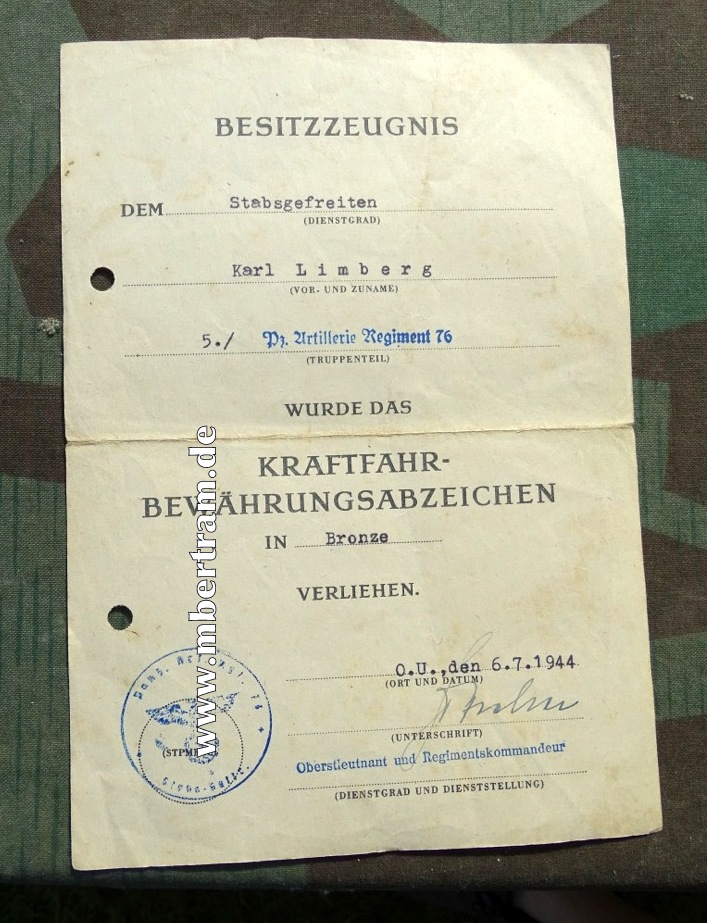 BESITZZEUGNIS
DEM Stabsgefreiten
(DIENSTGRAD)
Karl Limberg
(VOR- UND ZUNAME)
5./ Pz. Artillerie Regiment 76
(TRUPPENTEIL)
WURDE DAS
KRAFTFAHR-
BEWÄHRUNGSABZEICHEN
IN Bronze
VERLIEHEN.
O.U.,den 6.7.1944
(ORT UND DATUM)
(UNTERSCHRIFT)
Oberstleutnant und Regimentskommandeur
(DIENSTGRAD UND DIENSTSTELLUNG)
www.mbertram.de